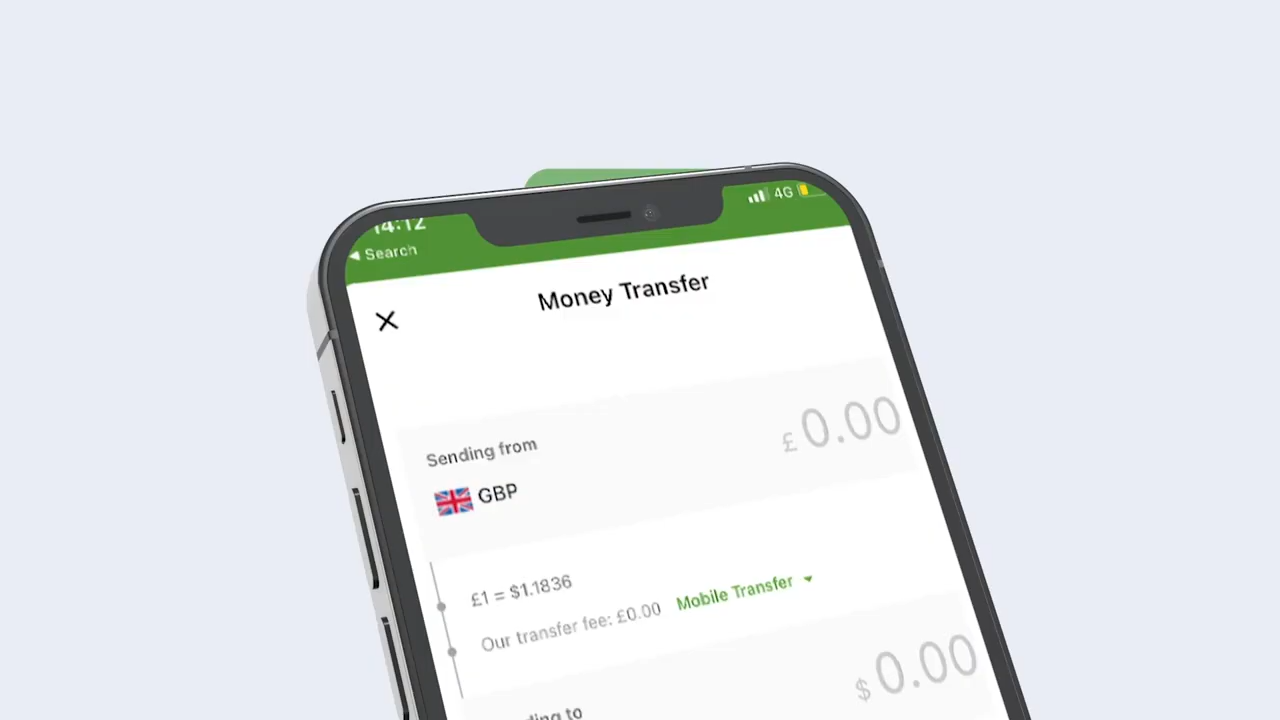 14:12
4G
◀ Search
Money Transfer
£ 0.00
Sending from
GBP
£1 = $1.1836
Our transfer fee: £0.00 Mobile Transfer
$ 0.00
to